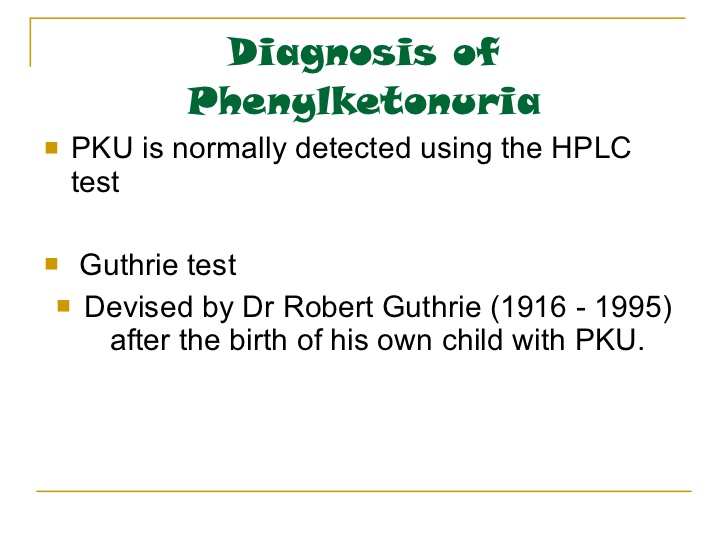 Diagnosis of
Phenylketonuria
PKU is normally detected using the HPLC
test
Guthrie test
Devised by Dr Robert Guthrie (1916 - 1995)
after the birth of his own child with PKU.